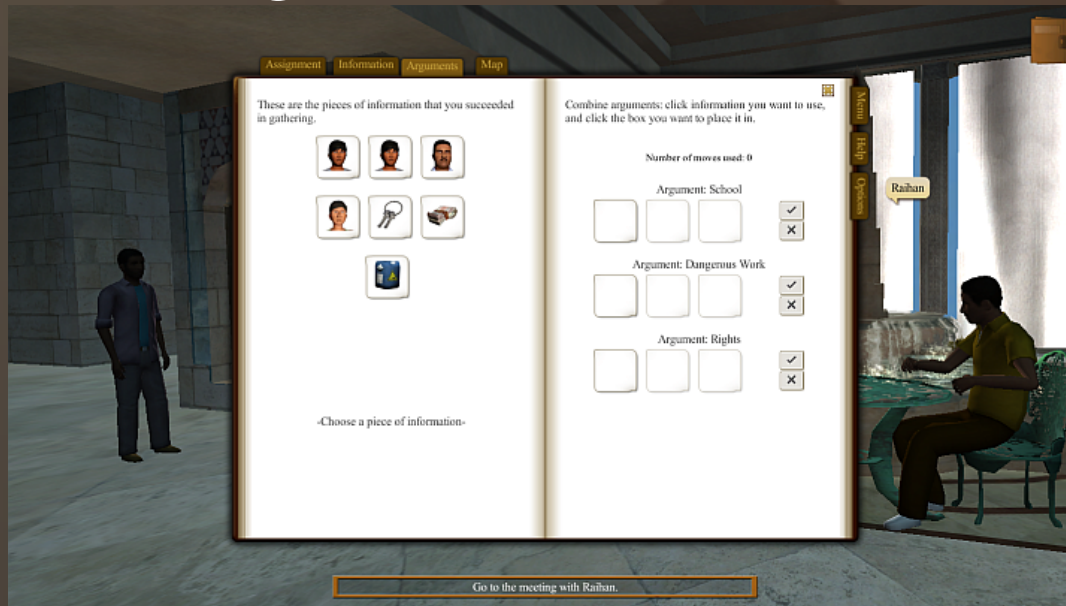 Assignment
Information
Arguments
Map
These are the pieces of information that you succeeded
in gathering.
-Choose a piece of information-
Combine arguments: click information you want to use,
and click the box you want to place it in.
Number of moves used: 0
Argument: School
Argument: Dangerous Work
Argument: Rights
Menu
Help
Options
Raihan
Go to the meeting with Raihan.